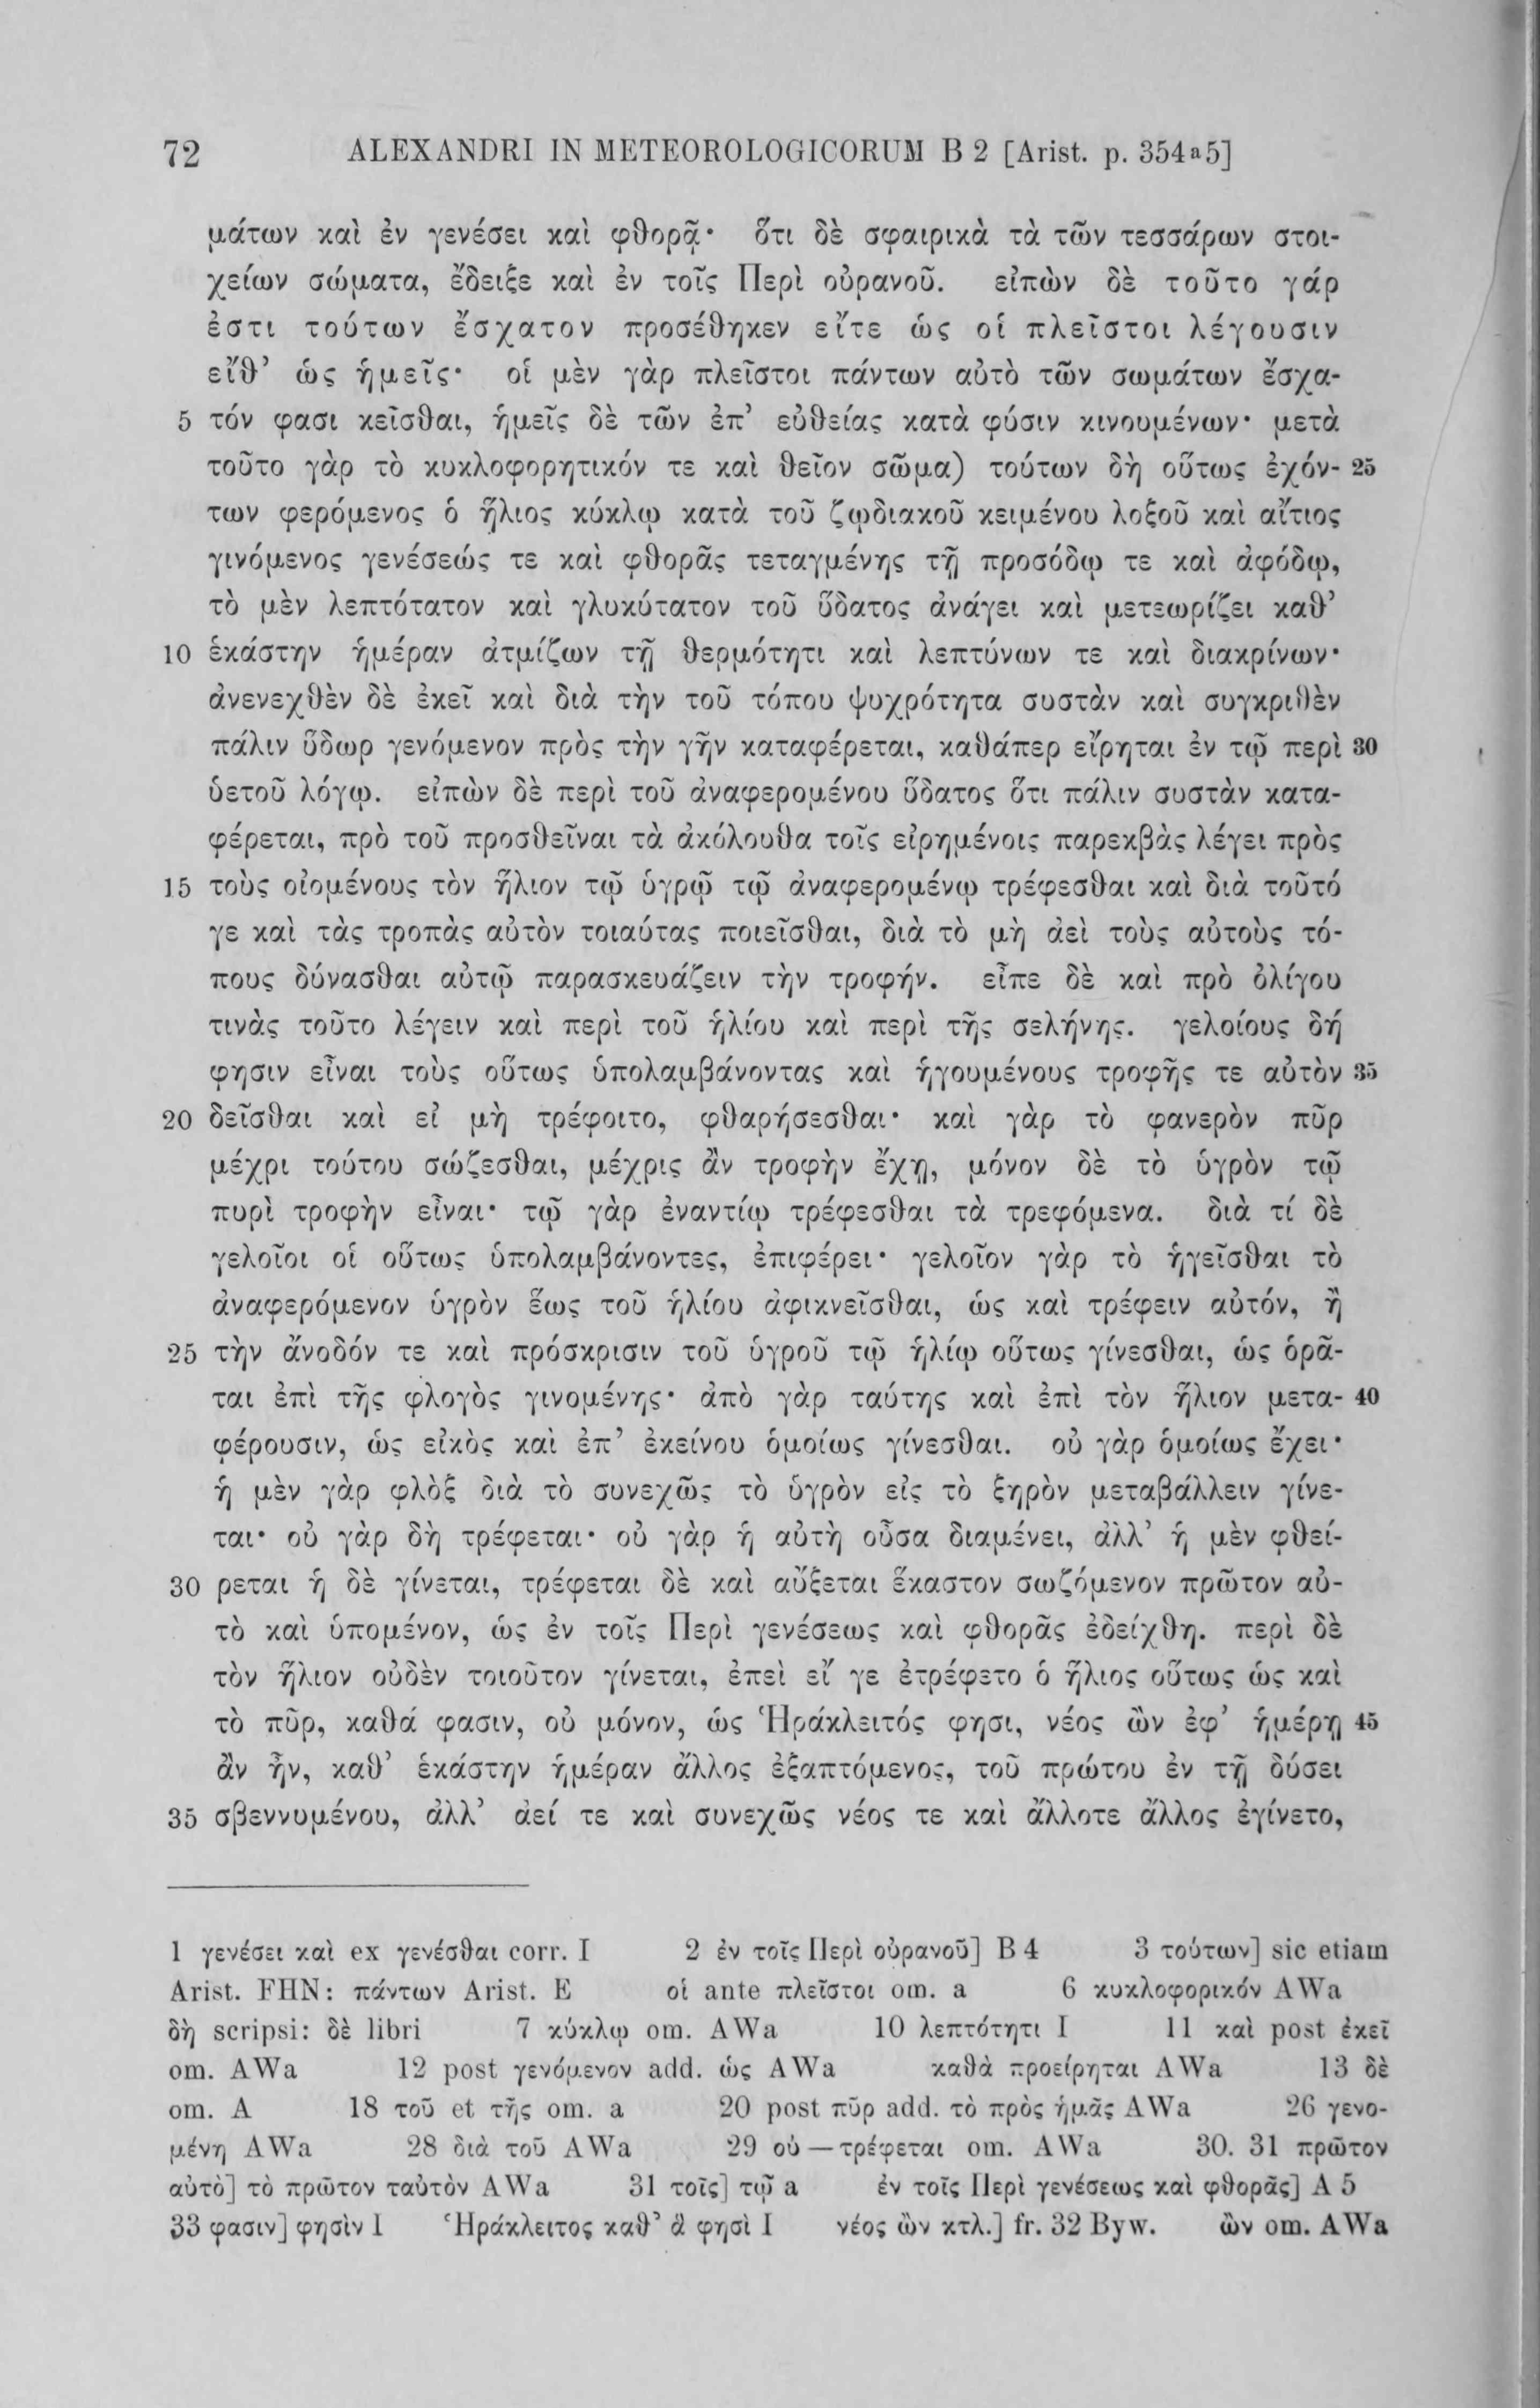 72 ALEXANDRI IN METEOROLOGICORUM B 2 [Arist. p. 354ª5]
μάτων καὶ ἐν γενέσει καὶ φθορᾷ· ὅτι δὲ σφαιρικὰ τὰ τῶν τεσσάρων στοι-
χείων σώματα, ἔδειξε καὶ ἐν τοῖς Περὶ οὐρανοῦ. εἰπὼν δὲ τοῦτο γάρ
ἐστι τούτων ἔσχατον προσέθηκεν εἴτε ὡς οἱ πλεῖστοι λέγουσιν
εἴθ’ ὡς ἡμεῖς· οἱ μὲν γὰρ πλεῖστοι πάντων αὐτὸ τῶν σωμάτων ἔσχα-
5 τόν φασι κεῖσθαι, ἡμεῖς δὲ τῶν ἐπ’ εὐθείας κατὰ φύσιν κινουμένων· μετὰ
τοῦτο γὰρ τὸ κυκλοφορητικόν τε καὶ θεῖον σῶμα) τούτων δὴ οὕτως ἐχόν- 25
των φερόμενος ὁ ἥλιος κύκλῳ κατὰ τοῦ ζῳδιακοῦ κειμένου λοξοῦ καὶ αἴτιος
γινόμενος γενέσεώς τε καὶ φθορᾶς τεταγμένης τῇ προσόδῳ τε καὶ ἀφόδῳ,
τὸ μὲν λεπτότατον καὶ γλυκύτατον τοῦ ὕδατος ἀνάγει καὶ μετεωρίζει καθ’
10 ἑκάστην ἡμέραν ἀτμίζων τῇ θερμότητι καὶ λεπτύνων τε καὶ διακρίνων·
ἀνενεχθὲν δὲ ἐκεῖ καὶ διὰ τὴν τοῦ τόπου ψυχρότητα συστὰν καὶ συγκριθὲν
πάλιν ὕδωρ γενόμενον πρὸς τὴν γῆν καταφέρεται, καθάπερ εἴρηται ἐν τῷ περὶ 30
ὑετοῦ λόγῳ. εἰπὼν δὲ περὶ τοῦ ἀναφερομένου ὕδατος ὅτι πάλιν συστὰν κατα-
φέρεται, πρὸ τοῦ προσθεῖναι τὰ ἀκόλουθα τοῖς εἰρημένοις παρεκβὰς λέγει πρὸς
15 τοὺς οἰομένους τὸν ἥλιον τῷ ὑγρῷ τῷ ἀναφερομένῳ τρέφεσθαι καὶ διὰ τοῦτό
γε καὶ τὰς τροπὰς αὐτὸν τοιαύτας ποιεῖσθαι, διὰ τὸ μὴ ἀεὶ τοὺς αὐτοὺς τό-
πους δύνασθαι αὐτῷ παρασκευάζειν τὴν τροφήν. εἶπε δὲ καὶ πρὸ ὀλίγου
τινὰς τοῦτο λέγειν καὶ περὶ τοῦ ἡλίου καὶ περὶ τῆς σελήνης. γελοίους δή
φησιν εἶναι τοὺς οὕτως ὑπολαμβάνοντας καὶ ἡγουμένους τροφῆς τε αὐτὸν 35
20 δεῖσθαι καὶ εἰ μὴ τρέφοιτο, φθαρήσεσθαι· καὶ γὰρ τὸ φανερὸν πῦρ
μέχρι τούτου σώζεσθαι, μέχρις ἂν τροφὴν ἔχῃ, μόνον δὲ τὸ ὑγρὸν τῷ
πυρὶ τροφὴν εἶναι· τῷ γὰρ ἐναντίῳ τρέφεσθαι τὰ τρεφόμενα. διὰ τί δὲ
γελοῖοι οἱ οὕτως ὑπολαμβάνοντες, ἐπιφέρει· γελοῖον γὰρ τὸ ἡγεῖσθαι τὸ
ἀναφερόμενον ὑγρὸν ἕως τοῦ ἡλίου ἀφικνεῖσθαι, ὡς καὶ τρέφειν αὐτόν, ἢ
25 τὴν ἄνοδόν τε καὶ πρόσκρισιν τοῦ ὑγροῦ τῷ ἡλίῳ οὕτως γίνεσθαι, ὡς ὁρᾶ-
ται ἐπὶ τῆς φλογὸς γινομένης· ἀπὸ γὰρ ταύτης καὶ ἐπὶ τὸν ἥλιον μετα- 40
φέρουσιν, ὡς εἰκὸς καὶ ἐπ’ ἐκείνου ὁμοίως γίνεσθαι. οὐ γὰρ ὁμοίως ἔχει·
ἡ μὲν γὰρ φλὸξ διὰ τὸ συνεχῶς τὸ ὑγρὸν εἰς τὸ ξηρὸν μεταβάλλειν γίνε-
ται· οὐ γὰρ δὴ τρέφεται· οὐ γὰρ ἡ αὐτὴ οὖσα διαμένει, ἀλλ’ ἡ μὲν φθεί-
30 ρεται ἡ δὲ γίνεται, τρέφεται δὲ καὶ αὔξεται ἕκαστον σωζόμενον πρῶτον αὐ-
τὸ καὶ ὑπομένον, ὡς ἐν τοῖς Περὶ γενέσεως καὶ φθορᾶς ἐδείχθη. περὶ δὲ
τὸν ἥλιον οὐδὲν τοιοῦτον γίνεται, ἐπεὶ εἴ γε ἐτρέφετο ὁ ἥλιος οὕτως ὡς καὶ
τὸ πῦρ, καθά φασιν, οὐ μόνον, ὡς Ἡράκλειτός φησι, νέος ὢν ἐφ’ ἡμέρῃ 45
ἂν ἦν, καθ’ ἑκάστην ἡμέραν ἄλλος ἐξαπτόμενος, τοῦ πρώτου ἐν τῇ δύσει
35 σβεννυμένου, ἀλλ’ ἀεί τε καὶ συνεχῶς νέος τε καὶ ἄλλοτε ἄλλος ἐγίνετο,
1 γενέσει καὶ ex γενέσθαι corr. I 2 ἐν τοῖς Περὶ οὐρανοῦ] B 4 3 τούτων] sic etiam
Arist. FHN: πάντων Arist. E οἱ ante πλεῖστοι om. a 6 κυκλοφορικόν AWa
δὴ scripsi: δὲ libri 7 κύκλῳ om. AWa 10 λεπτότητι I 11 καὶ post ἐκεῖ
om. AWa 12 post γενόμενον add. ὡς AWa καθὰ προείρηται AWa 13 δὲ
om. A 18 τοῦ et τῆς om. a 20 post πῦρ add. τὸ πρὸς ἡμᾶς AWa 26 γενο-
μένη AWa 28 διὰ τοῦ AWa 29 οὐ — τρέφεται om. AWa 30. 31 πρῶτον
αὐτὸ] τὸ πρῶτον ταὐτὸν AWa 31 τοῖς] τῷ a ἐν τοῖς Περὶ γενέσεως καὶ φθορᾶς] A 5
33 φασιν] φησὶν I Ἡράκλειτος καθ’ ἅ φησὶ I νέος ὢν κτλ.] fr. 32 Byw. ὢν om. AWa